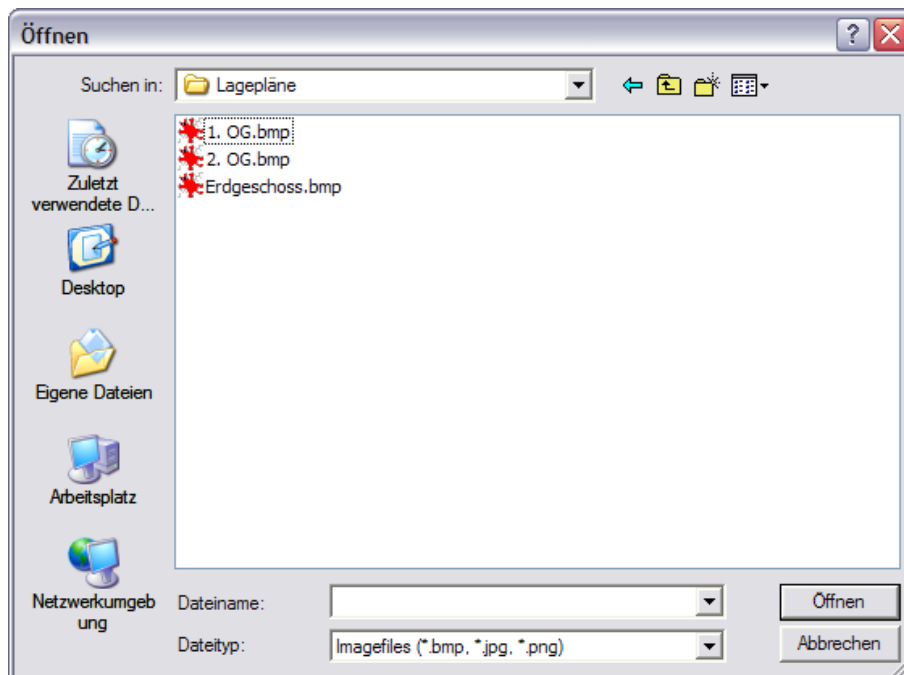 Öffnen
Suchen in: Lagepläne
1. OG.bmp
2. OG.bmp
Erdgeschoss.bmp
Zuletzt
verwendete D...
Desktop
Eigene Dateien
Arbeitsplatz
Netzwerkumgeb
ung
Dateiname: Öffnen
Dateityp: Imagefiles (*.bmp, *.jpg, *.png) Abbrechen